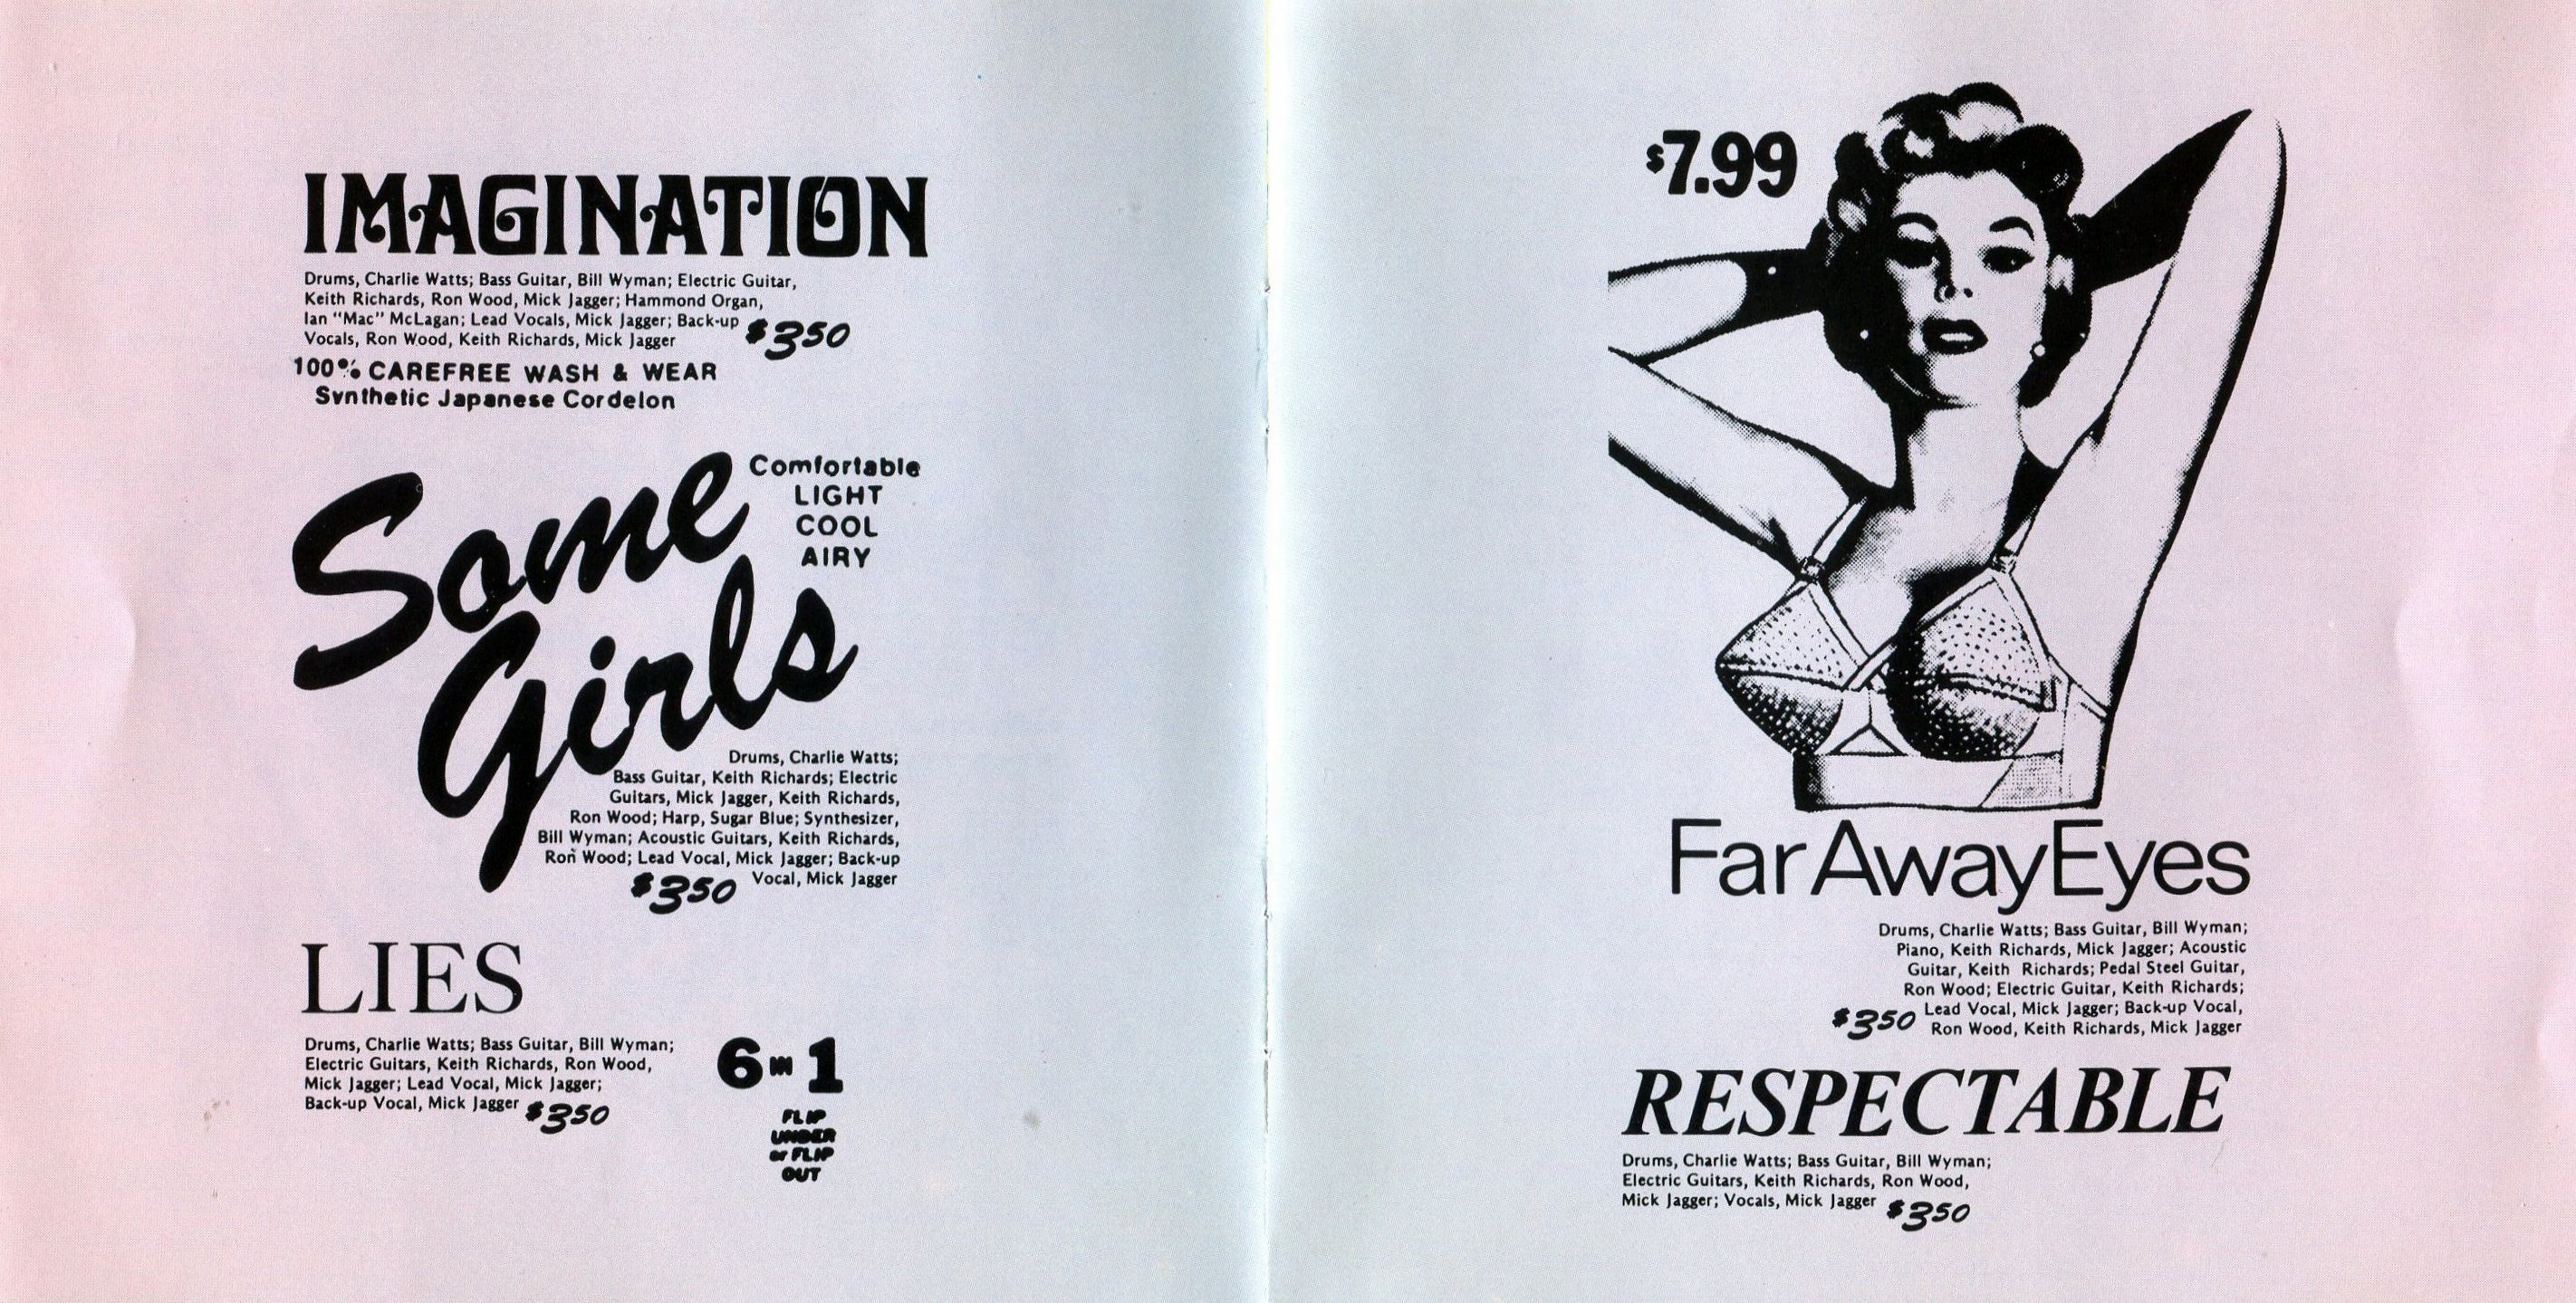 IMAGINATION
Drums, Charlie Watts; Bass Guitar, Bill Wyman; Electric Guitar,
Keith Richards, Ron Wood, Mick Jagger; Hammond Organ,
Ian "Mac" McLagan; Lead Vocals, Mick Jagger; Back-up
Vocals, Ron Wood, Keith Richards, Mick Jagger
$350
100% CAREFREE WASH & WEAR
Synthetic Japanese Cordelon
Some
Girls
Comfortable
LIGHT
COOL
AIRY
Drums, Charlie Watts;
Bass Guitar, Keith Richards; Electric
Guitars, Mick Jagger, Keith Richards,
Ron Wood; Harp, Sugar Blue; Synthesizer,
Bill Wyman; Acoustic Guitars, Keith Richards,
Ron Wood; Lead Vocal, Mick Jagger; Back-up
$350 Vocal, Mick Jagger
LIES
Drums, Charlie Watts; Bass Guitar, Bill Wyman;
Electric Guitars, Keith Richards, Ron Wood,
Mick Jagger; Lead Vocal, Mick Jagger;
Back-up Vocal, Mick Jagger $350
6 IN 1
FLIP
UNDER
or FLIP
OUT
$7.99
Far Away Eyes
Drums, Charlie Watts; Bass Guitar, Bill Wyman;
Piano, Keith Richards, Mick Jagger; Acoustic
Guitar, Keith Richards; Pedal Steel Guitar,
Ron Wood; Electric Guitar, Keith Richards;
Lead Vocal, Mick Jagger; Back-up Vocal,
$350 Ron Wood, Keith Richards, Mick Jagger
RESPECTABLE
Drums, Charlie Watts; Bass Guitar, Bill Wyman;
Electric Guitars, Keith Richards, Ron Wood,
Mick Jagger; Vocals, Mick Jagger $350